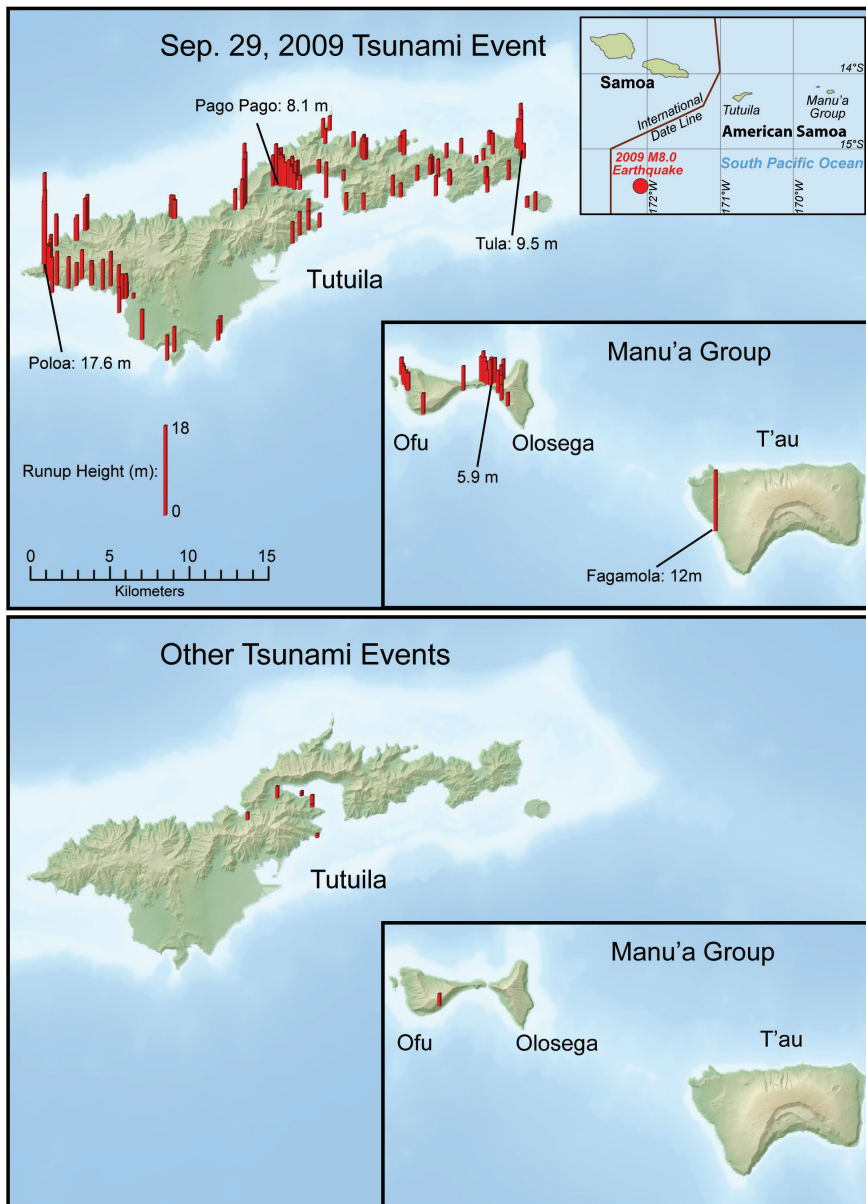 Sep. 29, 2009 Tsunami Event
Pago Pago: 8.1 m
Tula: 9.5 m
Tutuila
Poloa: 17.6 m
18
Runup Height (m):
0
0 5 10 15
Kilometers
Samoa
14°S
International
Date Line
Tutuila
Manu'a
Group
American Samoa
15°S
2009 M8.0
Earthquake
South Pacific Ocean
172°W
171°W
170°W
Manu'a Group
Ofu
Olosega
T'au
5.9 m
Fagamola: 12m
Other Tsunami Events
Tutuila
Manu'a Group
Ofu
Olosega
T'au